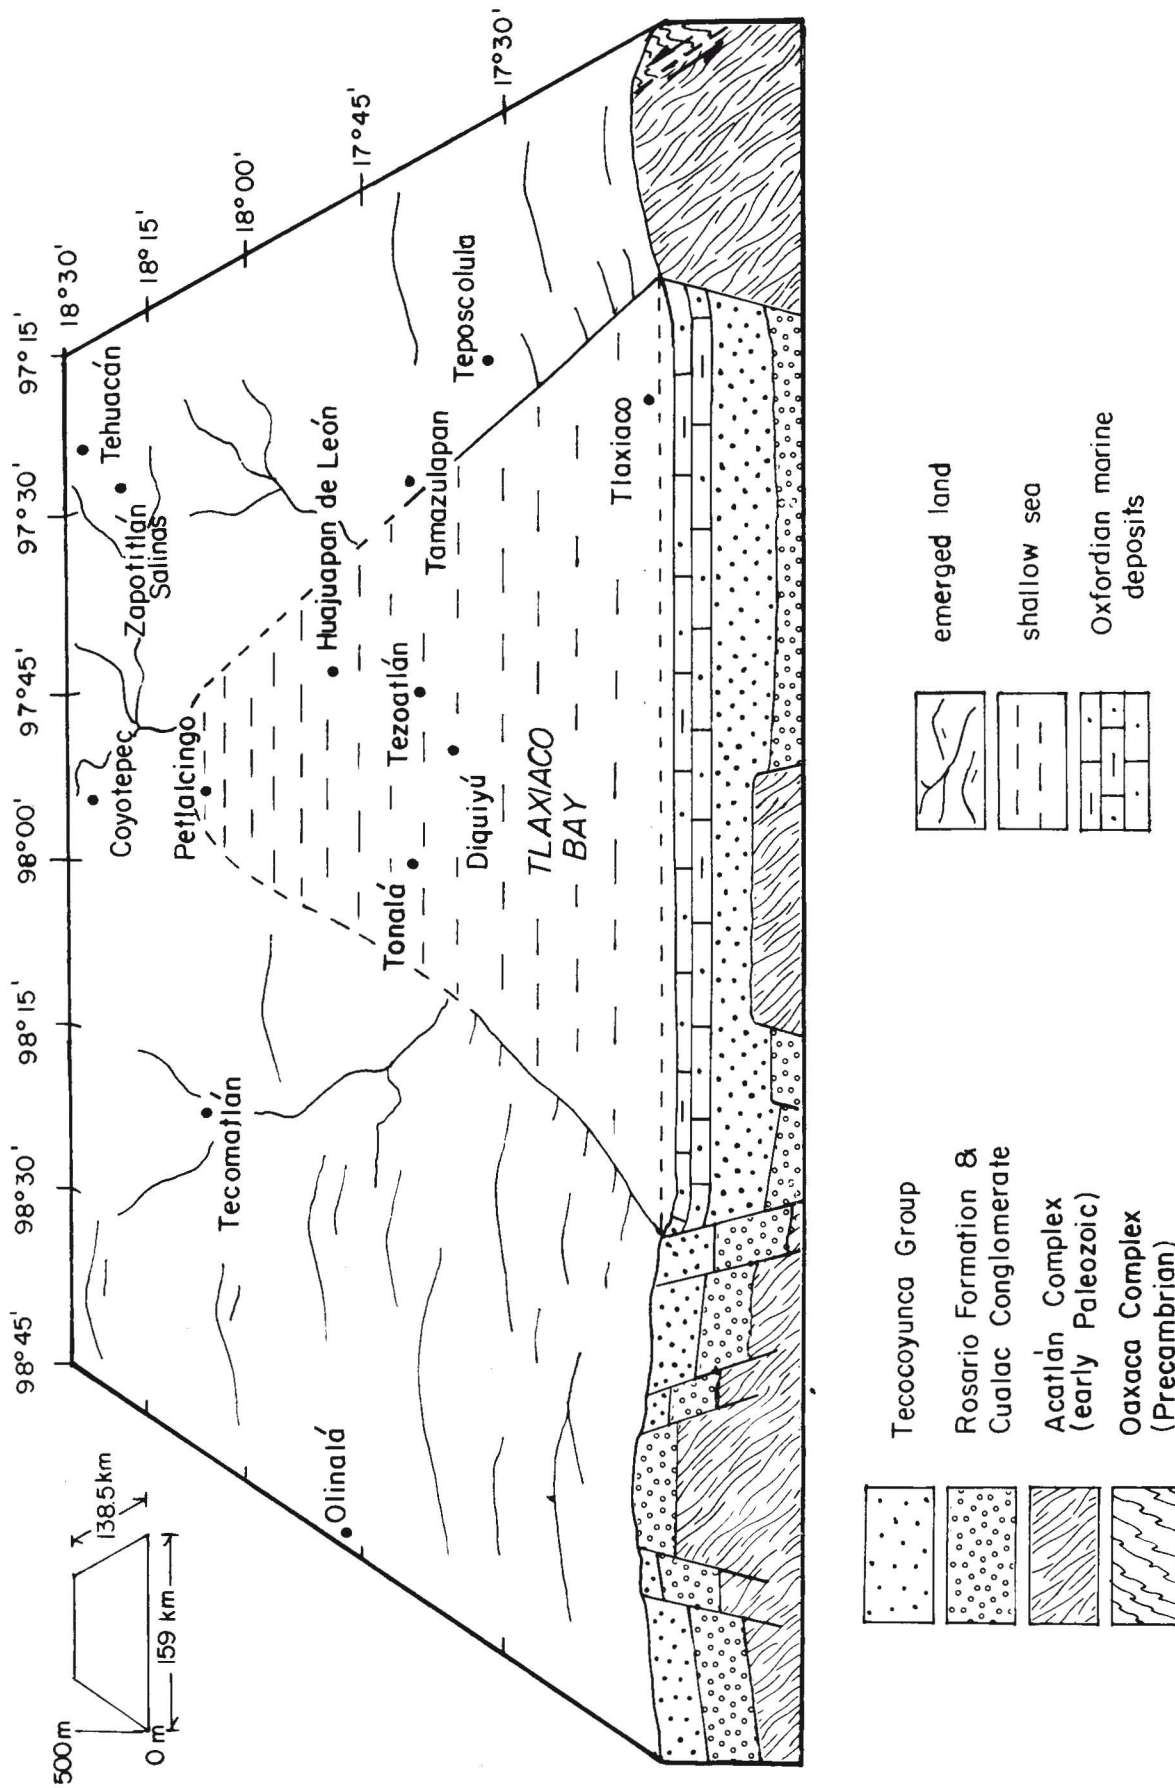 500m
0m
138.5km
159 km
98°45'
98°30'
98°15'
98°00'
97°45'
97°30'
97°15'
18°30'
18°15'
18°00'
17°45'
17°30'
Coyotepec
Tehuacán
Zapotitlán
Salinas
Petlalcingo
Tecomatlán
Huajuapan de León
Olinalá
Tonalá
Tezoatlán
Tamazulapan
Diquiyú
Teposcolula
TLAXIACO
BAY
Tlaxiaco
Tecocoyunca Group
Rosario Formation &
Cualac Conglomerate
Acatlán Complex
(early Paleozoic)
Oaxaca Complex
(Precambrian)
emerged land
shallow sea
Oxfordian marine
deposits